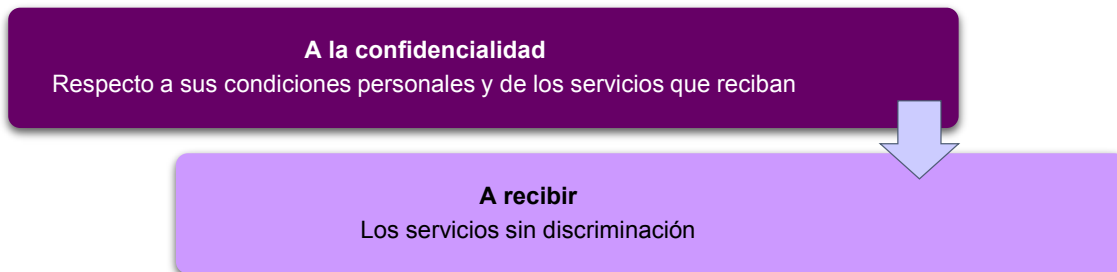 A la confidencialidad
Respecto a sus condiciones personales y de los servicios que reciban
A recibir
Los servicios sin discriminación